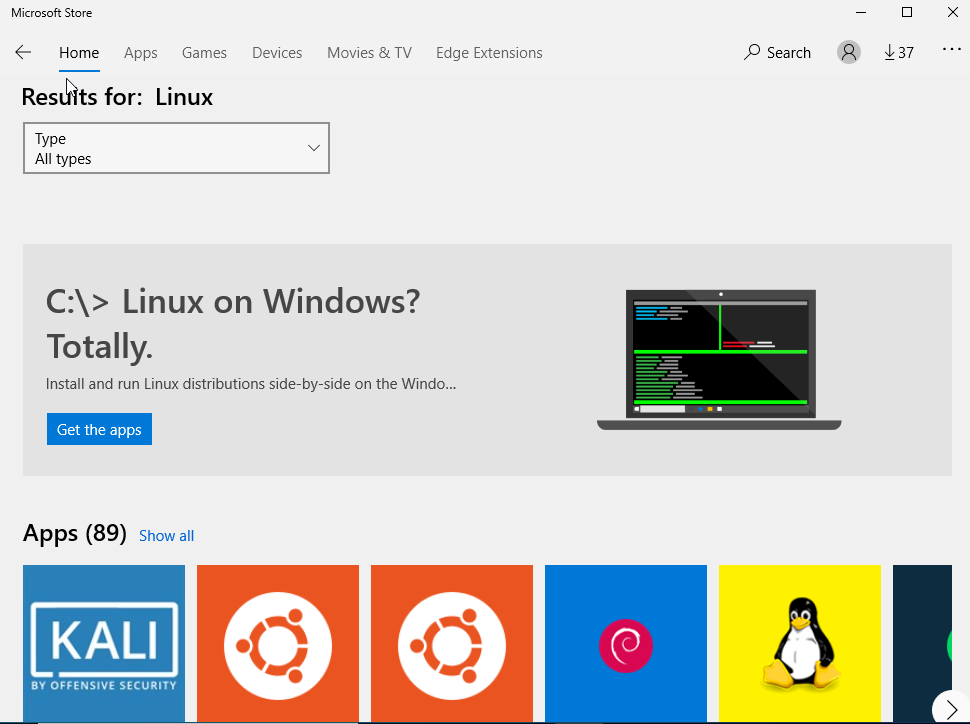 Microsoft Store
Home Apps Games Devices Movies & TV Edge Extensions Search 37
Results for: Linux
Type
All types
C:\> Linux on Windows?
Totally.
Install and run Linux distributions side-by-side on the Windo...
Get the apps
Apps (89) Show all
KALI
BY OFFENSIVE SECURITY